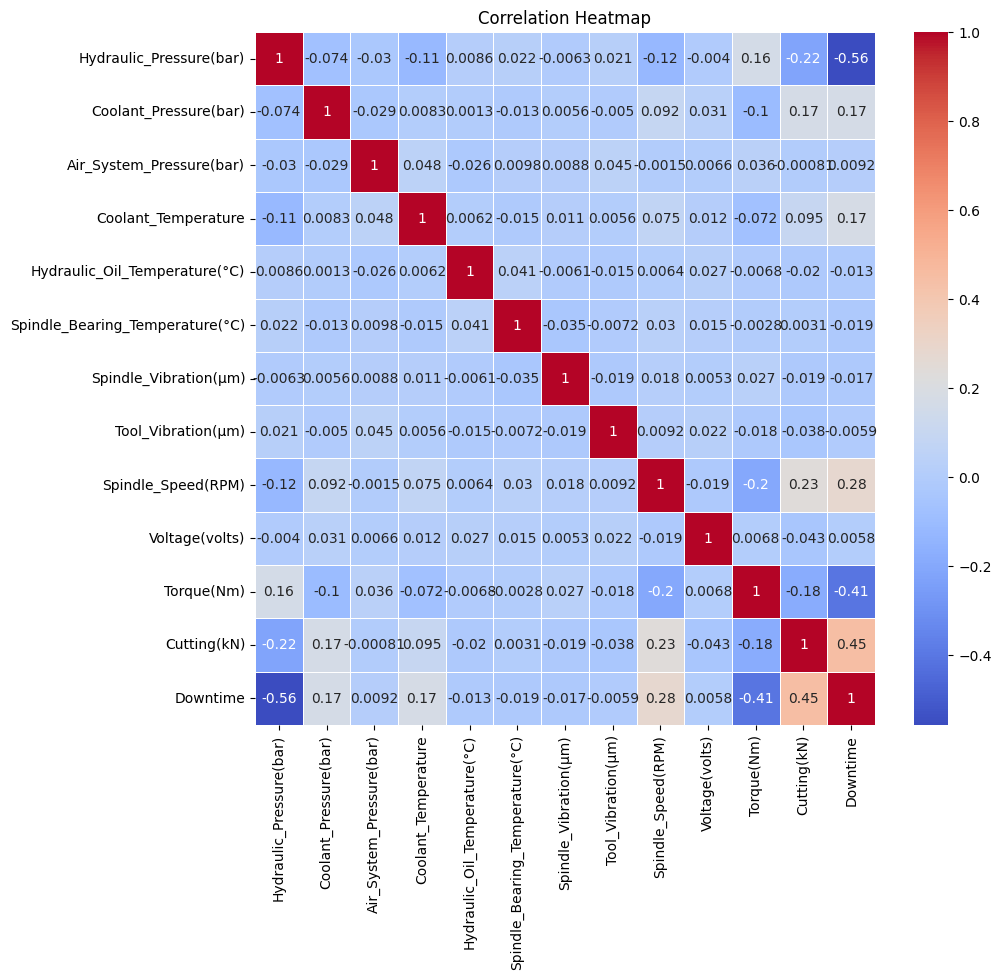 Correlation Heatmap
Hydraulic_Pressure(bar) 1 -0.074 -0.03 -0.11 0.0086 0.022 -0.0063 0.021 -0.12 -0.004 0.16 -0.22 -0.56
Coolant_Pressure(bar) -0.074 1 -0.029 0.0083 0.0013 -0.013 0.0056 -0.005 0.092 0.031 -0.1 0.17 0.17
Air_System_Pressure(bar) -0.03 -0.029 1 0.048 -0.026 0.0098 0.0088 0.045 -0.0015 0.0066 0.036 -0.00081 0.0092
Coolant_Temperature -0.11 0.0083 0.048 1 0.0062 -0.015 0.011 0.0056 0.075 0.012 -0.072 0.095 0.17
Hydraulic_Oil_Temperature(°C) 0.0086 0.0013 -0.026 0.0062 1 0.041 -0.0061 -0.015 0.0064 0.027 -0.0068 -0.02 -0.013
Spindle_Bearing_Temperature(°C) 0.022 -0.013 0.0098 -0.015 0.041 1 -0.035 -0.0072 0.03 0.015 -0.0028 0.0031 -0.019
Spindle_Vibration(µm) -0.0063 0.0056 0.0088 0.011 -0.0061 -0.035 1 -0.019 0.018 0.0053 0.027 -0.019 -0.017
Tool_Vibration(µm) 0.021 -0.005 0.045 0.0056 -0.015 -0.0072 -0.019 1 0.0092 0.022 -0.018 -0.038 -0.0059
Spindle_Speed(RPM) -0.12 0.092 -0.0015 0.075 0.0064 0.03 0.018 0.0092 1 -0.019 -0.2 0.23 0.28
Voltage(volts) -0.004 0.031 0.0066 0.012 0.027 0.015 0.0053 0.022 -0.019 1 0.0068 -0.043 0.0058
Torque(Nm) 0.16 -0.1 0.036 -0.072 -0.0068 -0.0028 0.027 -0.018 -0.2 0.0068 1 -0.18 -0.41
Cutting(kN) -0.22 0.17 -0.00081 0.095 -0.02 0.0031 -0.019 -0.038 0.23 -0.043 -0.18 1 0.45
Downtime -0.56 0.17 0.0092 0.17 -0.013 -0.019 -0.017 -0.0059 0.28 0.0058 -0.41 0.45 1
Hydraulic_Pressure(bar)
Coolant_Pressure(bar)
Air_System_Pressure(bar)
Coolant_Temperature
Hydraulic_Oil_Temperature(°C)
Spindle_Bearing_Temperature(°C)
Spindle_Vibration(µm)
Tool_Vibration(µm)
Spindle_Speed(RPM)
Voltage(volts)
Torque(Nm)
Cutting(kN)
Downtime
1.0
0.8
0.6
0.4
0.2
0.0
−0.2
−0.4